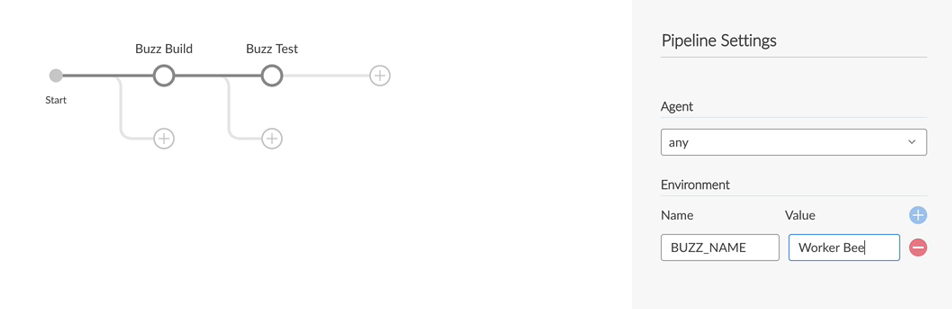 Buzz Build
Buzz Test
Start
Pipeline Settings
Agent
any
Environment
Name
Value
BUZZ_NAME
Worker Bee